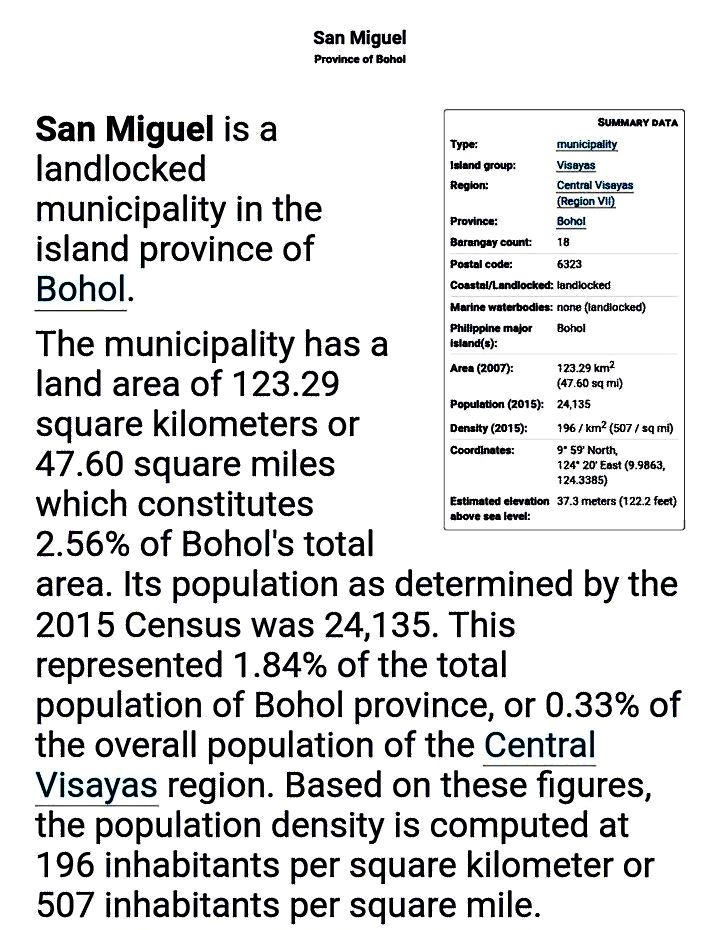 San Miguel
Province of Bohol
San Miguel is a
landlocked
municipality in the
island province of
Bohol.
The municipality has a
land area of 123.29
square kilometers or
47.60 square miles
which constitutes
2.56% of Bohol's total
area. Its population as determined by the
2015 Census was 24,135. This
represented 1.84% of the total
population of Bohol province, or 0.33% of
the overall population of the Central
Visayas region. Based on these figures,
the population density is computed at
196 inhabitants per square kilometer or
507 inhabitants per square mile.
SUMMARY DATA
Type: municipality
Island group: Visayas
Region: Central Visayas
(Region VII)
Province: Bohol
Barangay count: 18
Postal code: 6323
Coastal/Landlocked: landlocked
Marine waterbodies: none (landlocked)
Philippine major Bohol
island(s):
Area (2007): 123.29 km2
(47.60 sq mi)
Population (2015): 24,135
Density (2015): 196 / km2 (507 / sq mi)
Coordinates: 9° 59' North,
124° 20' East (9.9863,
124.3385)
Estimated elevation 37.3 meters (122.2 feet)
above sea level: